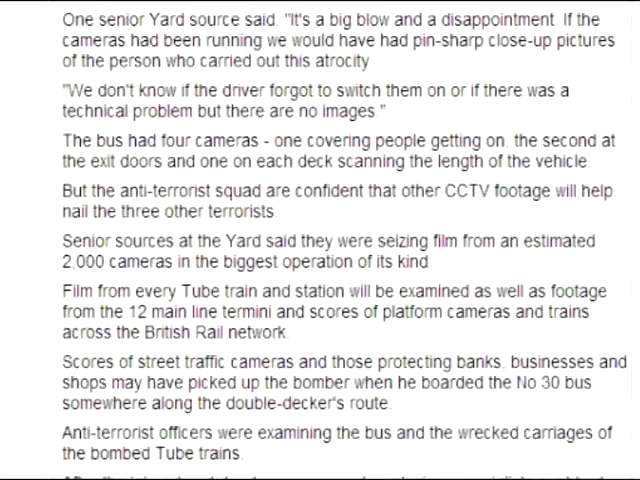 One senior Yard source said. "It's a big blow and a disappointment. If the
cameras had been running we would have had pin-sharp close-up pictures
of the person who carried out this atrocity
"We don't know if the driver forgot to switch them on or if there was a
technical problem but there are no images."
The bus had four cameras - one covering people getting on, the second at
the exit doors and one on each deck scanning the length of the vehicle.
But the anti-terrorist squad are confident that other CCTV footage will help
nail the three other terrorists.
Senior sources at the Yard said they were seizing film from an estimated
2,000 cameras in the biggest operation of its kind.
Film from every Tube train and station will be examined as well as footage
from the 12 main line termini and scores of platform cameras and trains
across the British Rail network.
Scores of street traffic cameras and those protecting banks, businesses and
shops may have picked up the bomber when he boarded the No 30 bus
somewhere along the double-decker's route.
Anti-terrorist officers were examining the bus and the wrecked carriages of
the bombed Tube trains.